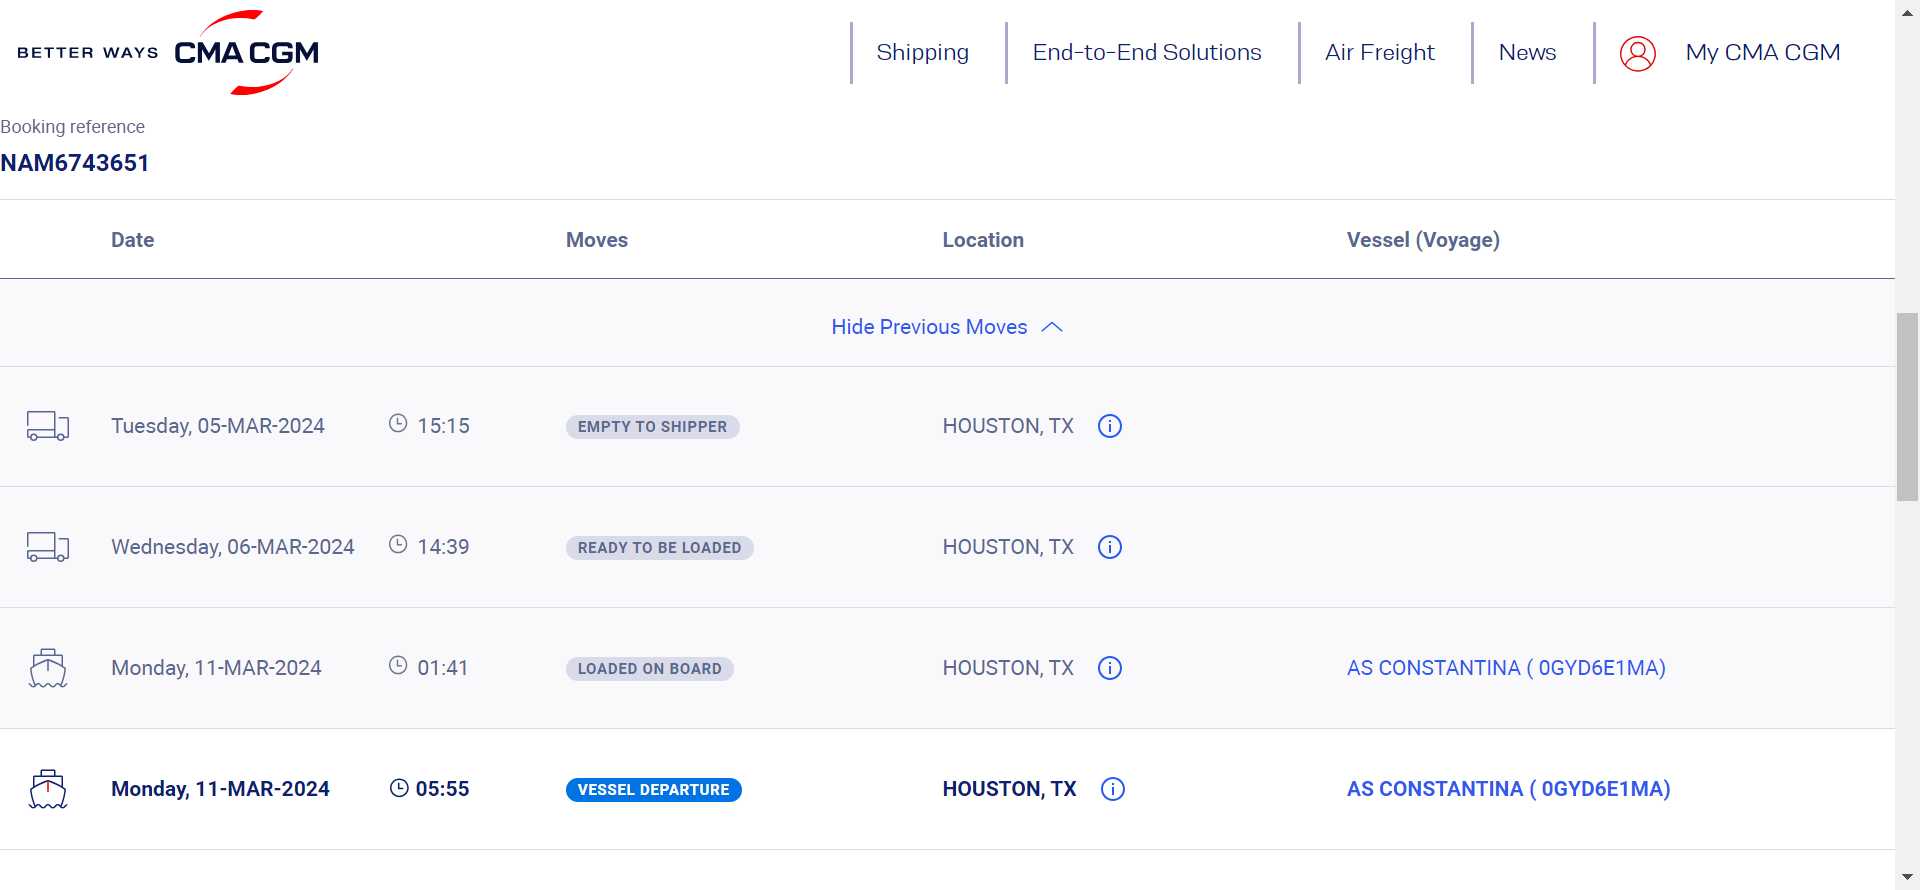 BETTER WAYS CMA CGM
Shipping End-to-End Solutions Air Freight News My CMA CGM
Booking reference
NAM6743651
Date Moves Location Vessel (Voyage)
Hide Previous Moves
Tuesday, 05-MAR-2024 15:15 EMPTY TO SHIPPER HOUSTON, TX
Wednesday, 06-MAR-2024 14:39 READY TO BE LOADED HOUSTON, TX
Monday, 11-MAR-2024 01:41 LOADED ON BOARD HOUSTON, TX AS CONSTANTINA ( 0GYD6E1MA)
Monday, 11-MAR-2024 05:55 VESSEL DEPARTURE HOUSTON, TX AS CONSTANTINA ( 0GYD6E1MA)